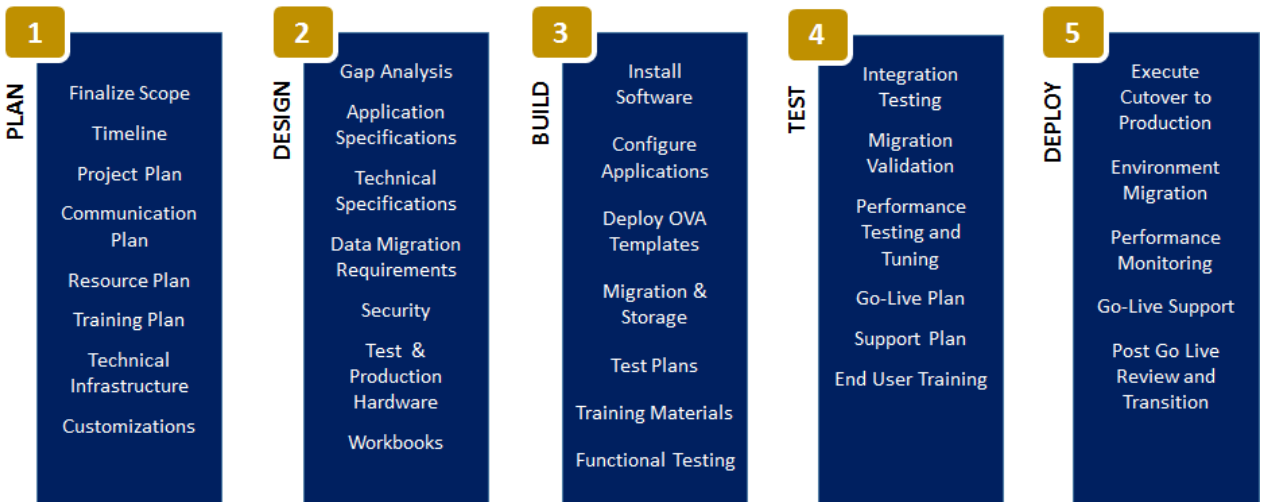 1
PLAN
Finalize Scope
Timeline
Project Plan
Communication
Plan
Resource Plan
Training Plan
Technical
Infrastructure
Customizations
2
DESIGN
Gap Analysis
Application
Specifications
Technical
Specifications
Data Migration
Requirements
Security
Test &
Production
Hardware
Workbooks
3
BUILD
Install
Software
Configure
Applications
Deploy OVA
Templates
Migration &
Storage
Test Plans
Training Materials
Functional Testing
4
TEST
Integration
Testing
Migration
Validation
Performance
Testing and
Tuning
Go-Live Plan
Support Plan
End User Training
5
DEPLOY
Execute
Cutover to
Production
Environment
Migration
Performance
Monitoring
Go-Live Support
Post Go Live
Review and
Transition